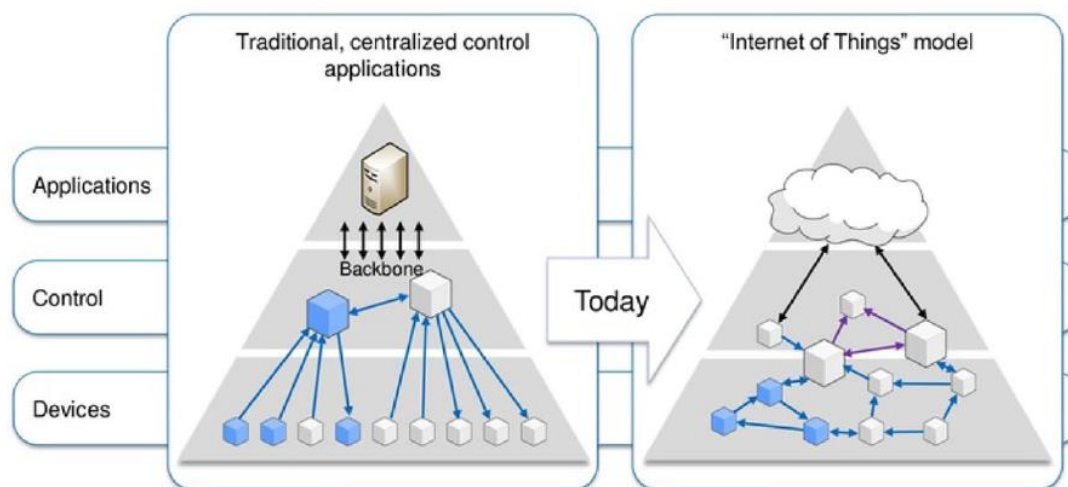 Traditional, centralized control
applications
“Internet of Things” model
Applications
Backbone
Control
Today
Devices